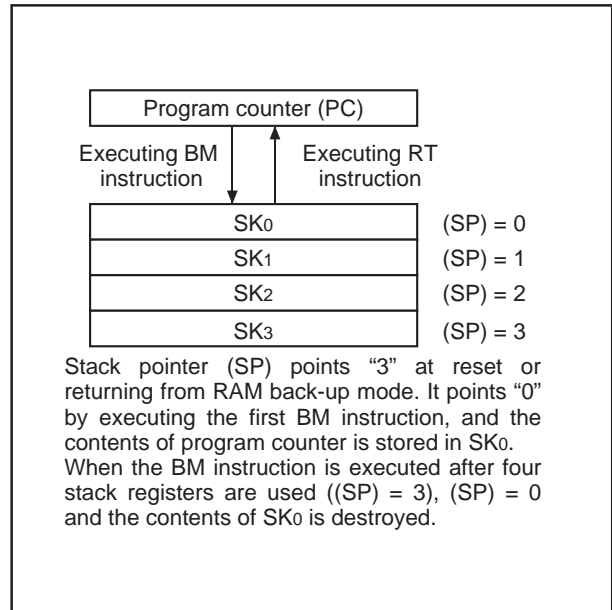 Program counter (PC)
Executing BM
instruction
Executing RT
instruction
SK0
(SP) = 0
SK1
(SP) = 1
SK2
(SP) = 2
SK3
(SP) = 3
Stack pointer (SP) points “3” at reset or
returning from RAM back-up mode. It points “0”
by executing the first BM instruction, and the
contents of program counter is stored in SK0.
When the BM instruction is executed after four
stack registers are used ((SP) = 3), (SP) = 0
and the contents of SK0 is destroyed.